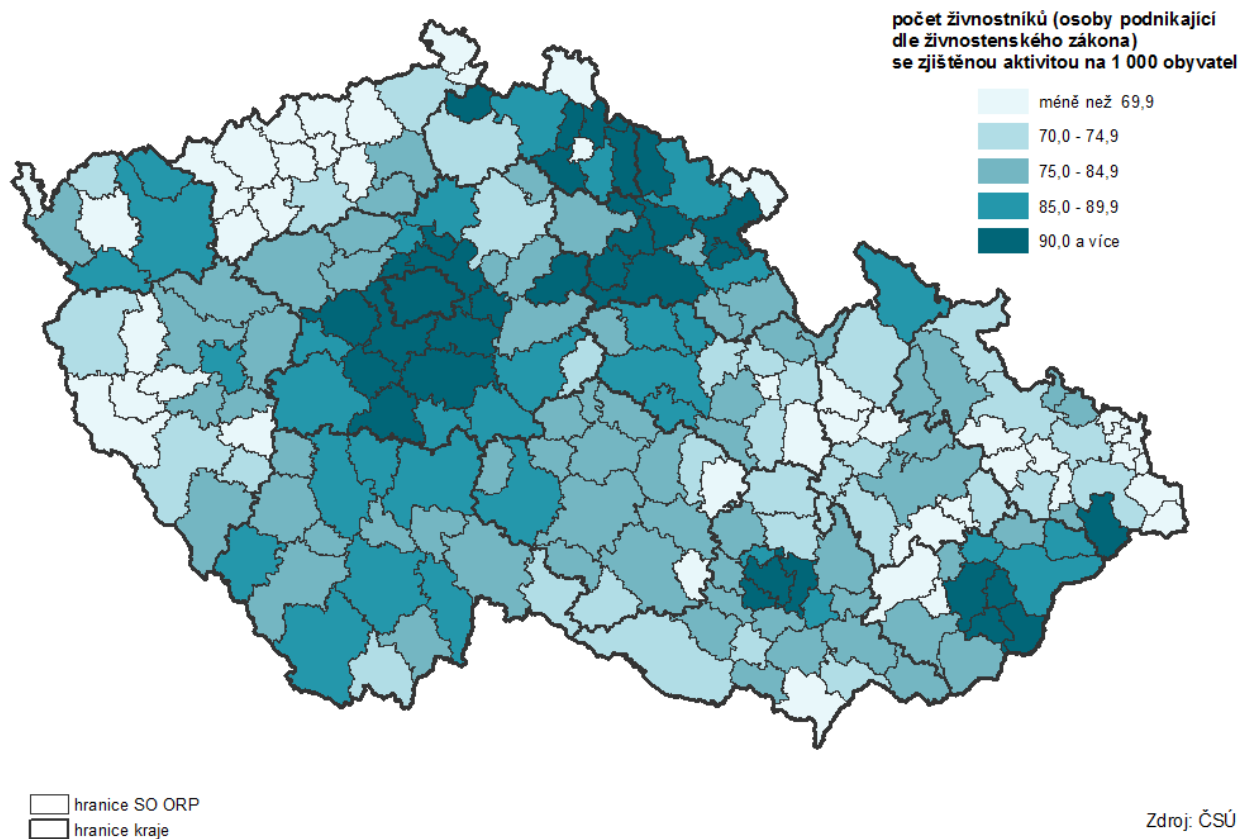 počet živnostníků (osoby podnikající
dle živnostenského zákona)
se zjištěnou aktivitou na 1 000 obyvatel
méně než 69,9
70,0 - 74,9
75,0 - 84,9
85,0 - 89,9
90,0 a více
hranice SO ORP
hranice kraje
Zdroj: ČSÚ